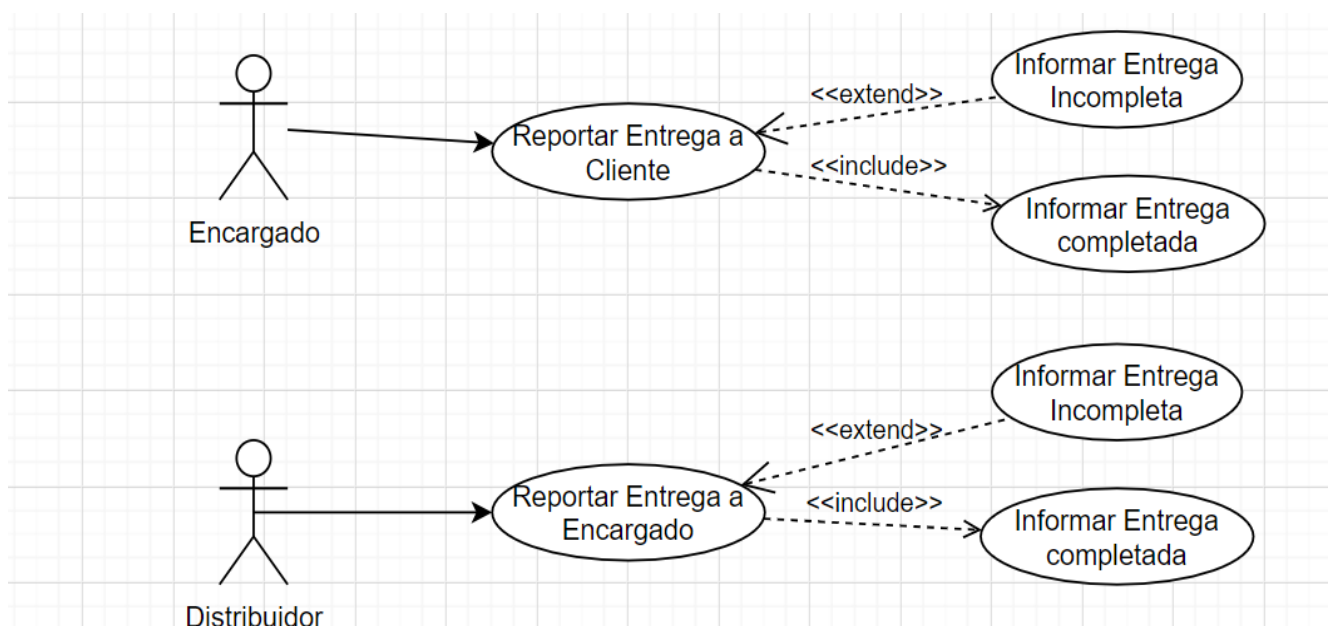 Informar Entrega
Incompleta
<<extend>>
Reportar Entrega a
Cliente
<<include>>
Informar Entrega
completada
Encargado
Informar Entrega
Incompleta
<<extend>>
Reportar Entrega a
Encargado
<<include>>
Informar Entrega
completada
Distribuidor